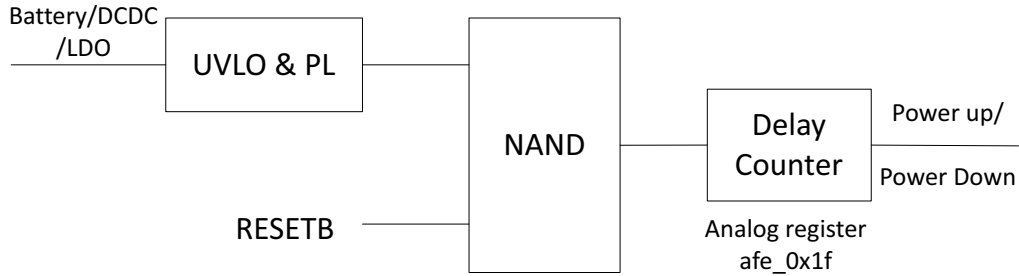 Battery/DCDC
/LDO
UVLO & PL
NAND
RESETB
Delay
Counter
Power up/
Power Down
Analog register
afe_0x1f